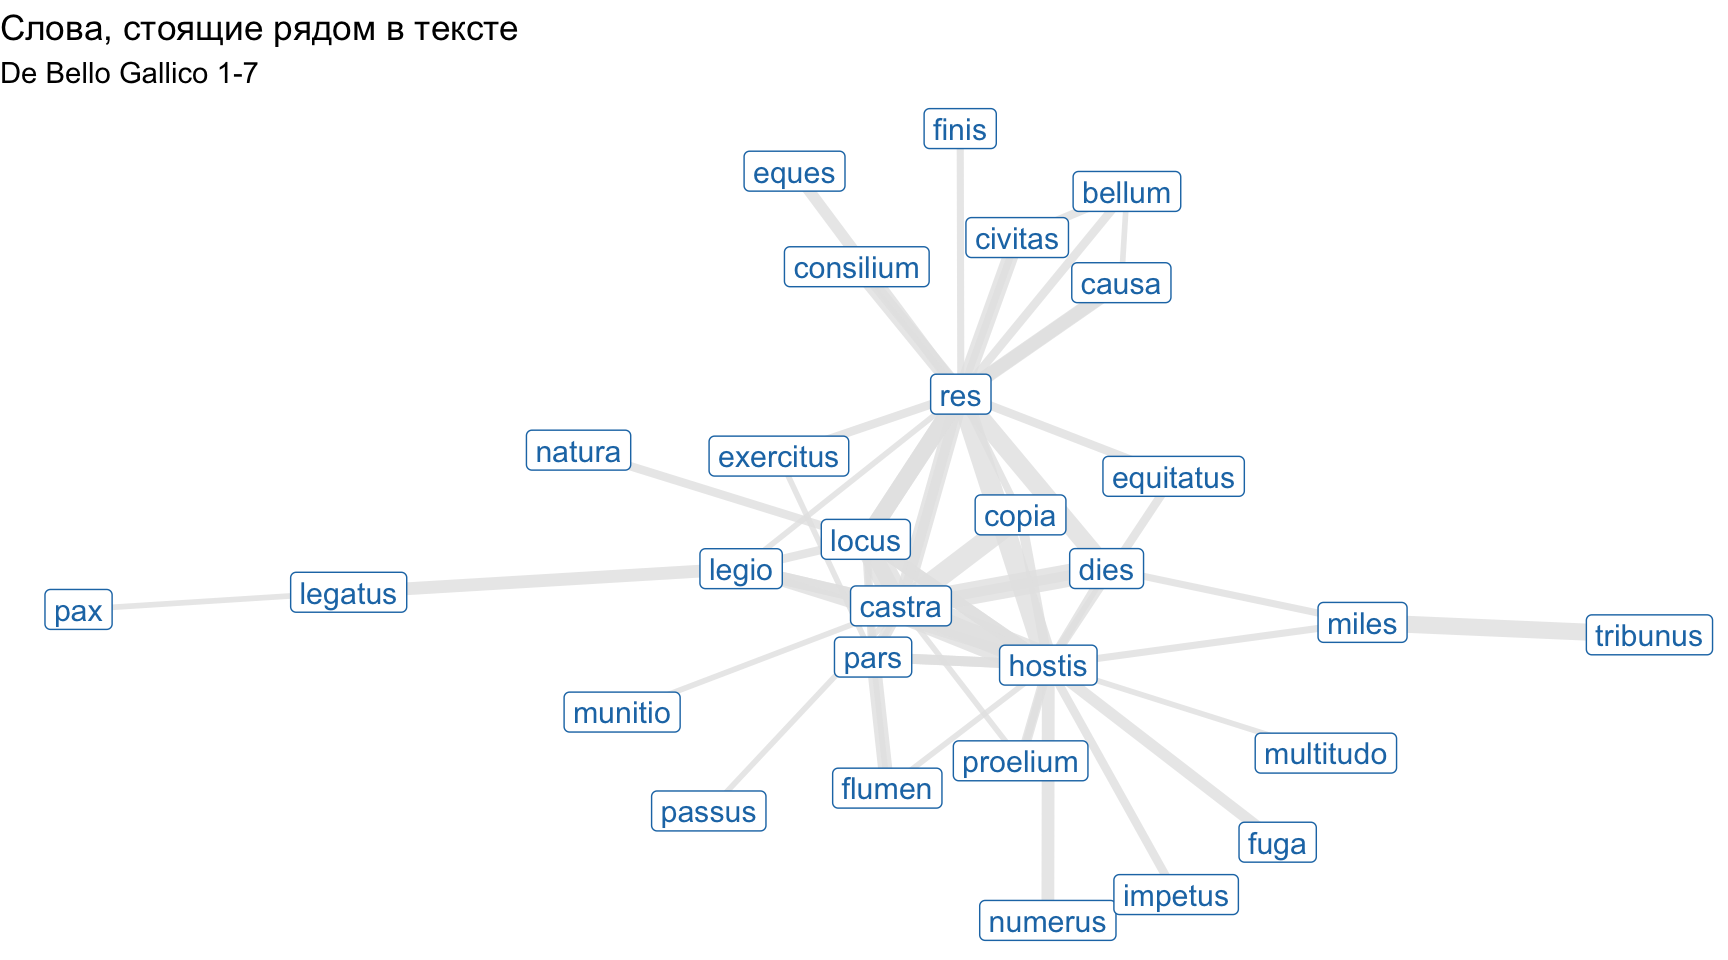 Слова, стоящие рядом в тексте
De Bello Gallico 1-7
finis
eques
bellum
civitas
consilium
causa
res
natura
exercitus
equitatus
copia
locus
legio
dies
legatus
pax
castra
miles
tribunus
pars
hostis
munitio
multitudo
proelium
flumen
passus
fuga
impetus
numerus